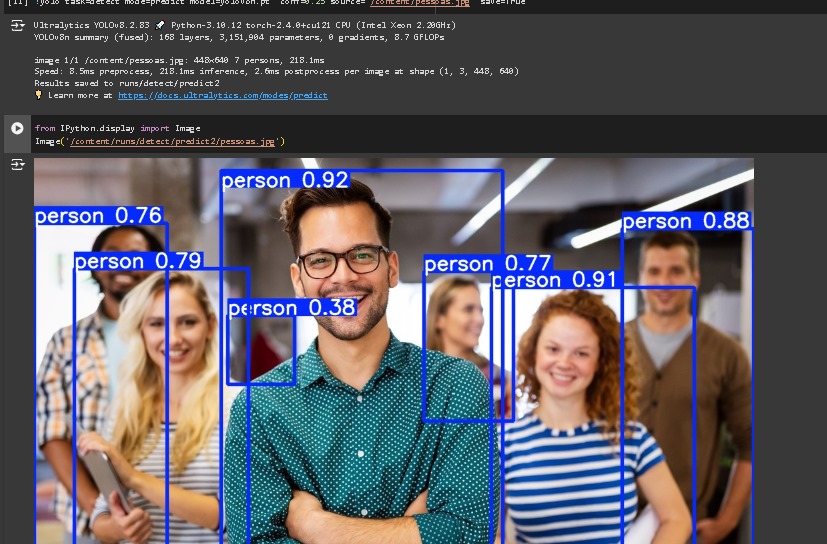 [11] !yolo task=detect mode=predict model=yolov8n.pt conf=0.25 source='/content/pessoas.jpg' save=True
Ultralytics YOLOv8.2.83 🚀 Python-3.10.12 torch-2.4.0+cu121 CPU (Intel Xeon 2.20GHz)
YOLOv8n summary (fused): 168 layers, 3,151,904 parameters, 0 gradients, 8.7 GFLOPs
image 1/1 /content/pessoas.jpg: 448x640 7 persons, 218.1ms
Speed: 8.5ms preprocess, 218.1ms inference, 2.6ms postprocess per image at shape (1, 3, 448, 640)
Results saved to runs/detect/predict2
💡 Learn more at https://docs.ultralytics.com/modes/predict
from IPython.display import Image
Image('/content/runs/detect/predict2/pessoas.jpg')
person 0.92
person 0.76
person 0.88
person 0.79
person 0.77
person 0.91
person 0.38